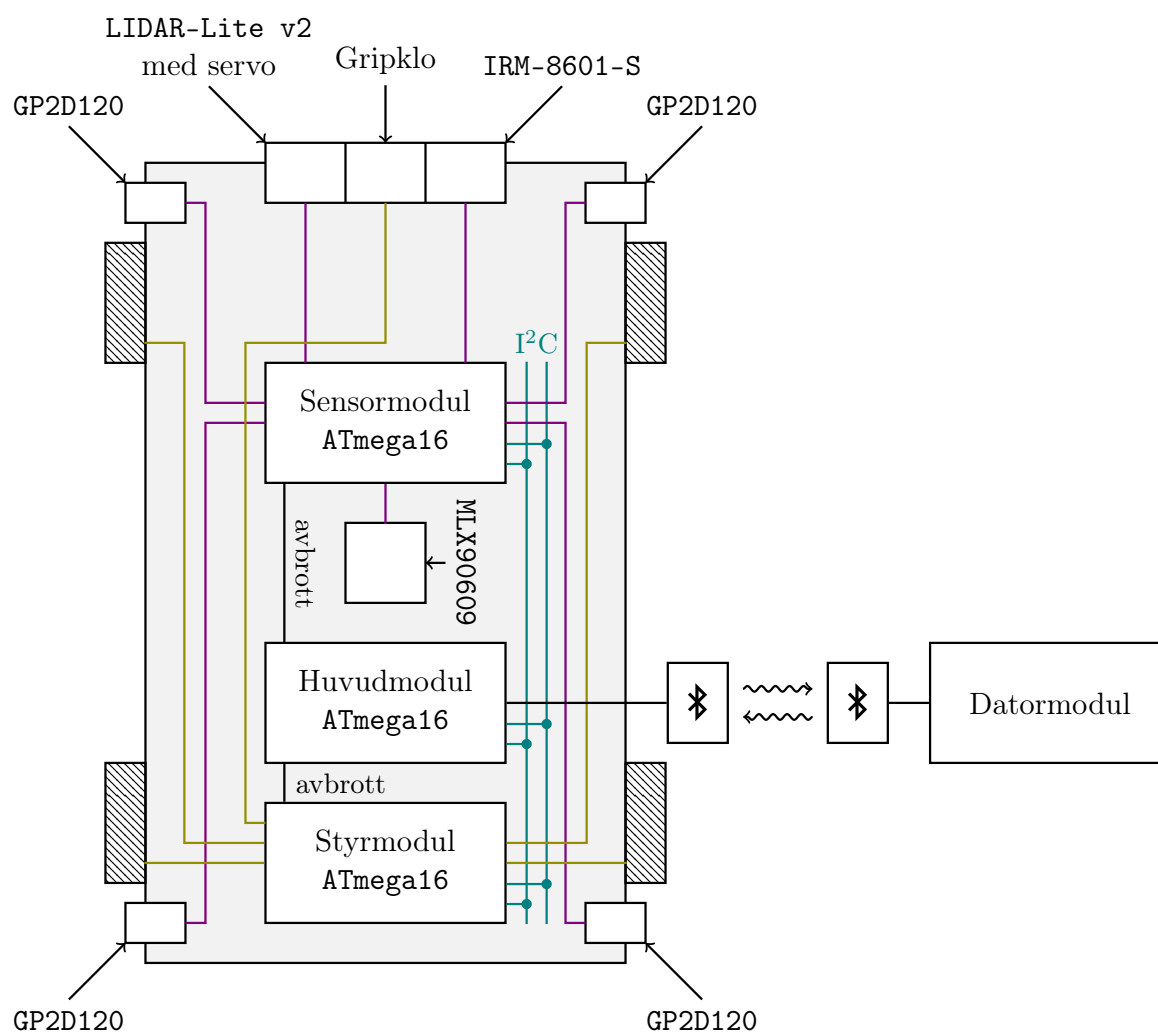 LIDAR-Lite v2
med servo
Gripklo
IRM-8601-S
GP2D120
GP2D120
I²C
Sensormodul
ATmega16
avbrott
MLX90609
Huvudmodul
ATmega16
Datormodul
avbrott
Styrmodul
ATmega16
GP2D120
GP2D120